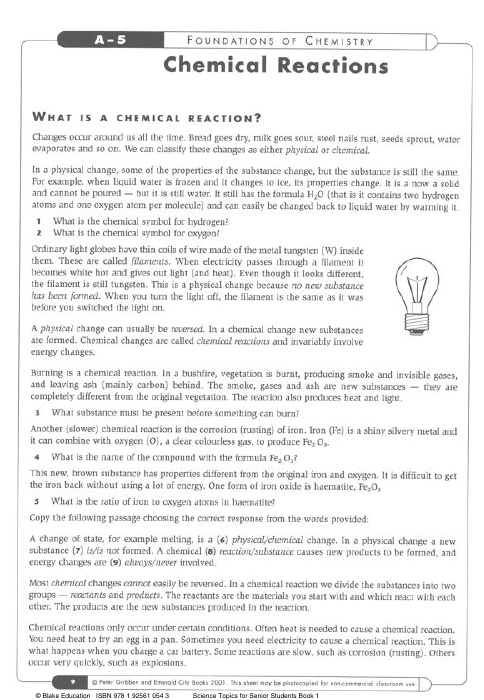 A–5
FOUNDATIONS OF CHEMISTRY
Chemical Reactions
WHAT IS A CHEMICAL REACTION?
Changes occur around us all the time. Bread goes dry, milk goes sour, steel nails rust, seeds sprout, water
evaporates and so on. We can classify these changes as either physical or chemical.
In a physical change, some of the properties of the substance change, but the substance is still the same.
For example, when liquid water is frozen and it changes to ice, its properties change. It is a now a solid
and cannot be poured — but it is still water. It still has the formula H₂O (that is it contains two hydrogen
atoms and one oxygen atom per molecule) and can easily be changed back to liquid water by warming it.
1 What is the chemical symbol for hydrogen?
2 What is the chemical symbol for oxygen?
Ordinary light globes have thin coils of wire made of the metal tungsten (W) inside
them. These are called filaments. When electricity passes through a filament it
becomes white hot and gives out light (and heat). Even though it looks different,
the filament is still tungsten. This is a physical change because no new substance
has been formed. When you turn the light off, the filament is the same as it was
before you switched the light on.
A physical change can usually be reversed. In a chemical change new substances
are formed. Chemical changes are called chemical reactions and invariably involve
energy changes.
Burning is a chemical reaction. In a bushfire, vegetation is burnt, producing smoke and invisible gases,
and leaving ash (mainly carbon) behind. The smoke, gases and ash are new substances — they are
completely different from the original vegetation. The reaction also produces heat and light.
3 What substance must be present before something can burn?
Another (slower) chemical reaction is the corrosion (rusting) of iron. Iron (Fe) is a shiny silvery metal and
it can combine with oxygen (O), a clear colourless gas, to produce Fe₂ O₃.
4 What is the name of the compound with the formula Fe₂ O₃?
This new, brown substance has properties different from the original iron and oxygen. It is difficult to get
the iron back without using a lot of energy. One form of iron oxide is haematite, Fe₂O₃
5 What is the ratio of iron to oxygen atoms in haematite?
Copy the following passage choosing the correct response from the words provided:
A change of state, for example melting, is a (6) physical/chemical change. In a physical change a new
substance (7) is/is not formed. A chemical (8) reaction/substance causes new products to be formed, and
energy changes are (9) always/never involved.
Most chemical changes cannot easily be reversed. In a chemical reaction we divide the substances into two
groups — reactants and products. The reactants are the materials you start with and which react with each
other. The products are the new substances produced in the reaction.
Chemical reactions only occur under certain conditions. Often heat is needed to cause a chemical reaction.
You need heat to fry an egg in a pan. Sometimes you need electricity to cause a chemical reaction. This is
what happens when you charge a car battery. Some reactions are slow, such as corrosion (rusting). Others
occur very quickly, such as explosions.
9 © Peter Gribben and Emerald City Books 2001. This sheet may be photocopied for non-commercial classroom use.
© Blake Education ISBN 978 1 92561 054 3 Science Topics for Senior Students Book 1